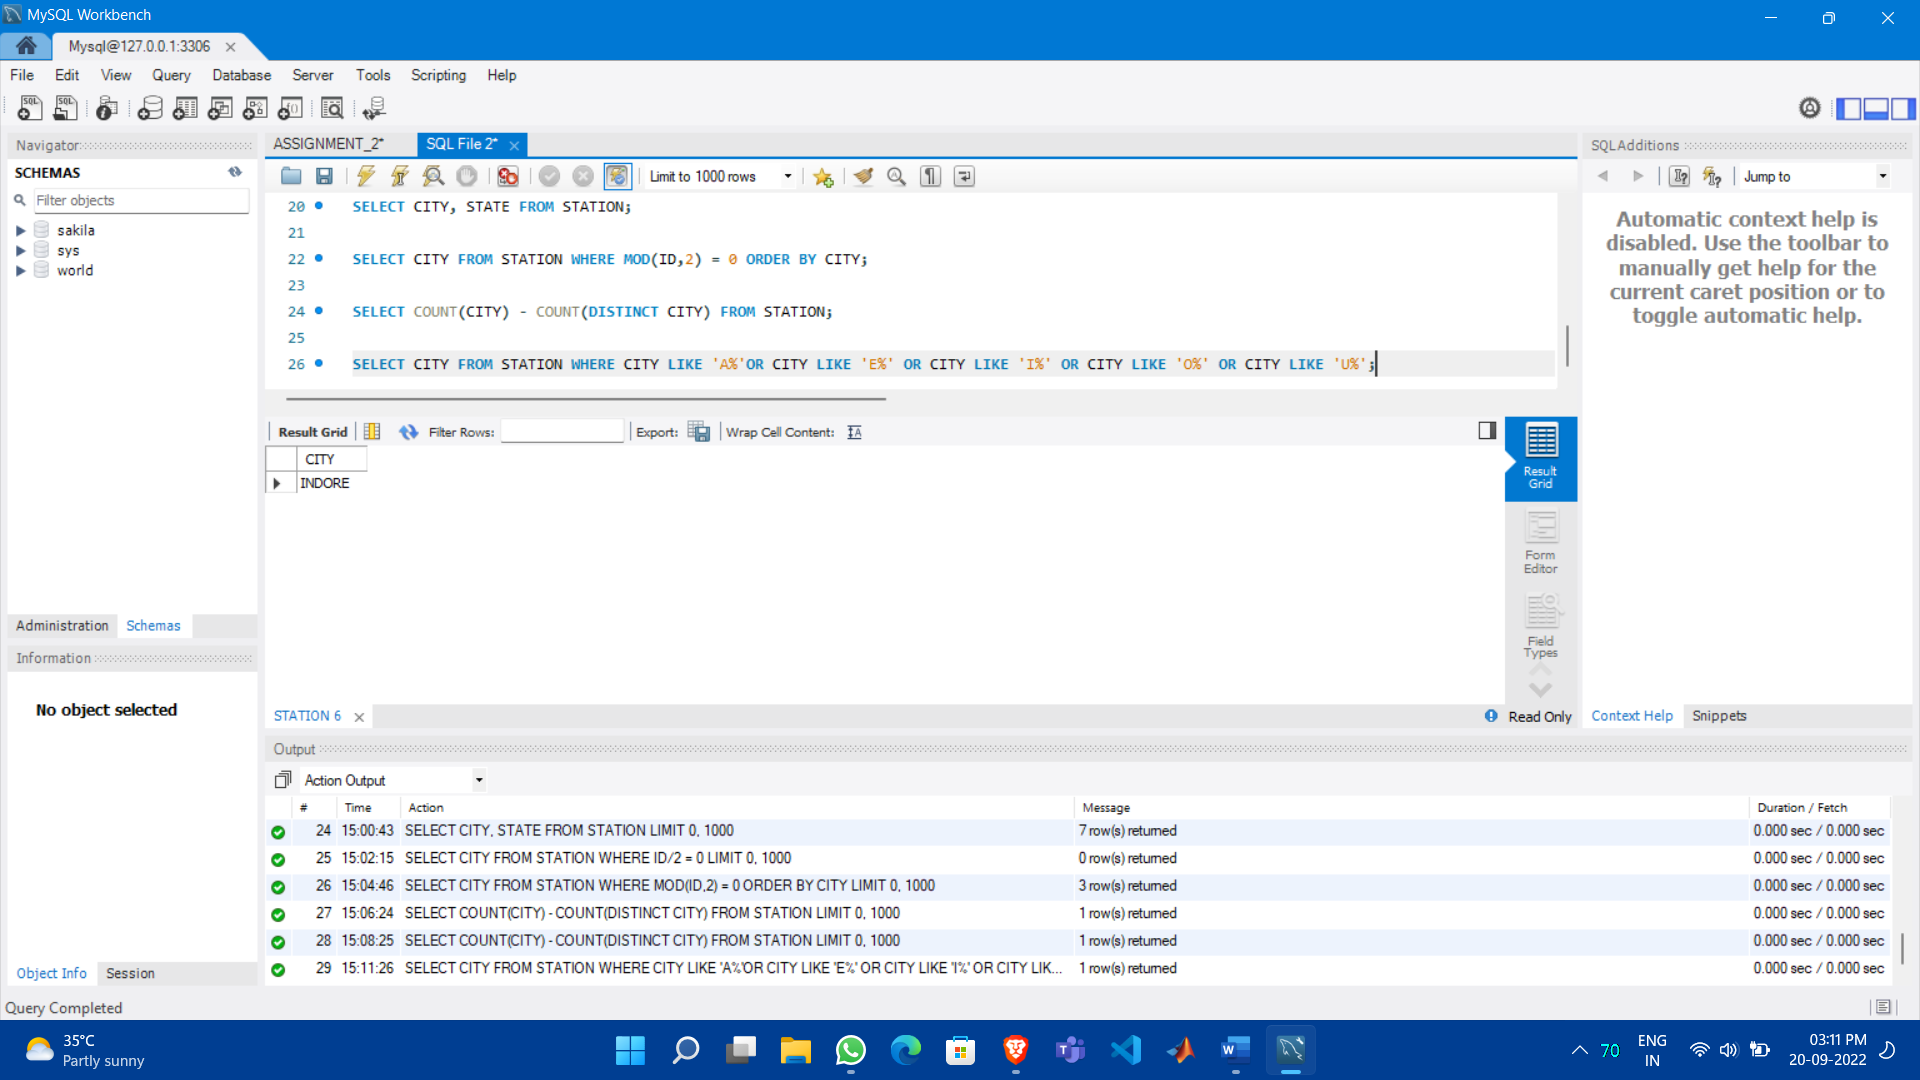 MySQL Workbench
Mysql@127.0.0.1:3306
File Edit View Query Database Server Tools Scripting Help
Navigator
SCHEMAS
Filter objects
sakila
sys
world
Administration Schemas
Information
No object selected
Object Info Session
Query Completed
ASSIGNMENT_2* SQL File 2*
Limit to 1000 rows
20 SELECT CITY, STATE FROM STATION;
21
22 SELECT CITY FROM STATION WHERE MOD(ID,2) = 0 ORDER BY CITY;
23
24 SELECT COUNT(CITY) - COUNT(DISTINCT CITY) FROM STATION;
25
26 SELECT CITY FROM STATION WHERE CITY LIKE 'A%'OR CITY LIKE 'E%' OR CITY LIKE 'I%' OR CITY LIKE 'O%' OR CITY LIKE 'U%';
Result Grid Filter Rows: Export: Wrap Cell Content:
CITY
INDORE
Result
Grid
Form
Editor
Field
Types
STATION 6
Read Only
SQLAdditions
Jump to
Automatic context help is
disabled. Use the toolbar to
manually get help for the
current caret position or to
toggle automatic help.
Context Help Snippets
Output
Action Output
# Time Action Message Duration / Fetch
24 15:00:43 SELECT CITY, STATE FROM STATION LIMIT 0, 1000 7 row(s) returned 0.000 sec / 0.000 sec
25 15:02:15 SELECT CITY FROM STATION WHERE ID/2 = 0 LIMIT 0, 1000 0 row(s) returned 0.000 sec / 0.000 sec
26 15:04:46 SELECT CITY FROM STATION WHERE MOD(ID,2) = 0 ORDER BY CITY LIMIT 0, 1000 3 row(s) returned 0.000 sec / 0.000 sec
27 15:06:24 SELECT COUNT(CITY) - COUNT(DISTINCT CITY) FROM STATION LIMIT 0, 1000 1 row(s) returned 0.000 sec / 0.000 sec
28 15:08:25 SELECT COUNT(CITY) - COUNT(DISTINCT CITY) FROM STATION LIMIT 0, 1000 1 row(s) returned 0.000 sec / 0.000 sec
29 15:11:26 SELECT CITY FROM STATION WHERE CITY LIKE 'A%'OR CITY LIKE 'E%' OR CITY LIKE 'I%' OR CITY LIK... 1 row(s) returned 0.000 sec / 0.000 sec
35°C
Partly sunny
70
ENG
IN
03:11 PM
20-09-2022